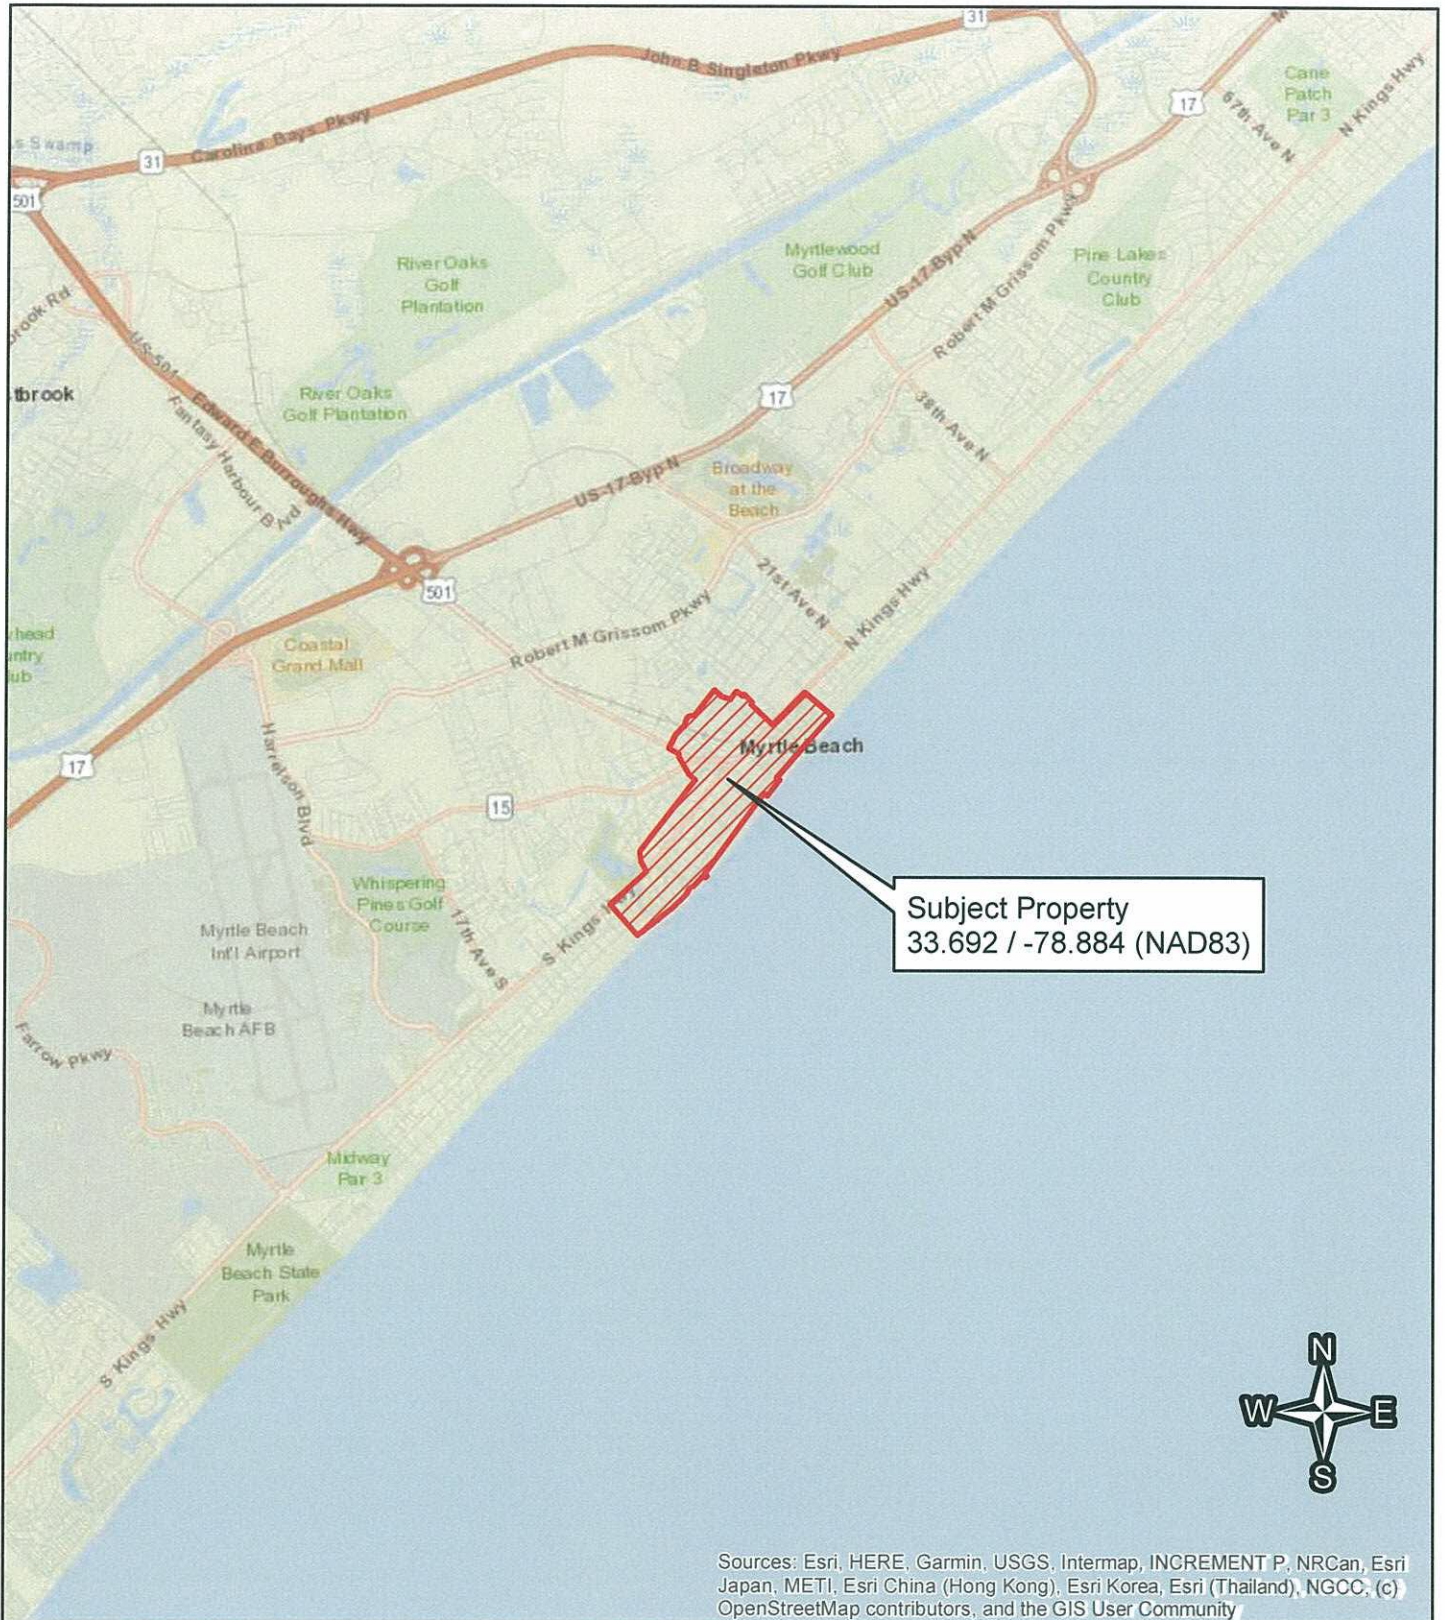 31
John B Singleton Pkwy
Cane
Patch
Par 3
17
67th Ave N
N Kings Hwy
Carolina Bays Pkwy
s Swamp
31
501
Myrtlewood
Golf Club
River Oaks
Golf
Plantation
US-17-Byp N
Robert M Grissom Pkwy
Pine Lakes
Country
Club
brook Rd
US-501
Edward E Burroughs Hwy
tbrook
River Oaks
Golf Plantation
Fantasy Harbour Blvd
17
38th Ave N
US-17-Byp N
Broadway
at the
Beach
501
21st Ave N
N Kings Hwy
head
ntry
ub
Coastal
Grand Mall
Robert M Grissom Pkwy
Harrelson Blvd
17
Myrtle Beach
15
Whispering
Pines Golf
Course
17th Ave S
S Kings Hwy
Subject Property
33.692 / -78.884 (NAD83)
Myrtle Beach
Int'l Airport
Myrtle
Beach AFB
Farrow Pkwy
Midway
Par 3
Myrtle
Beach State
Park
S Kings Hwy
N
W
E
S
Sources: Esri, HERE, Garmin, USGS, Intermap, INCREMENT P, NRCan, Esri
Japan, METI, Esri China (Hong Kong), Esri Korea, Esri (Thailand), NGCC, (c)
OpenStreetMap contributors, and the GIS User Community